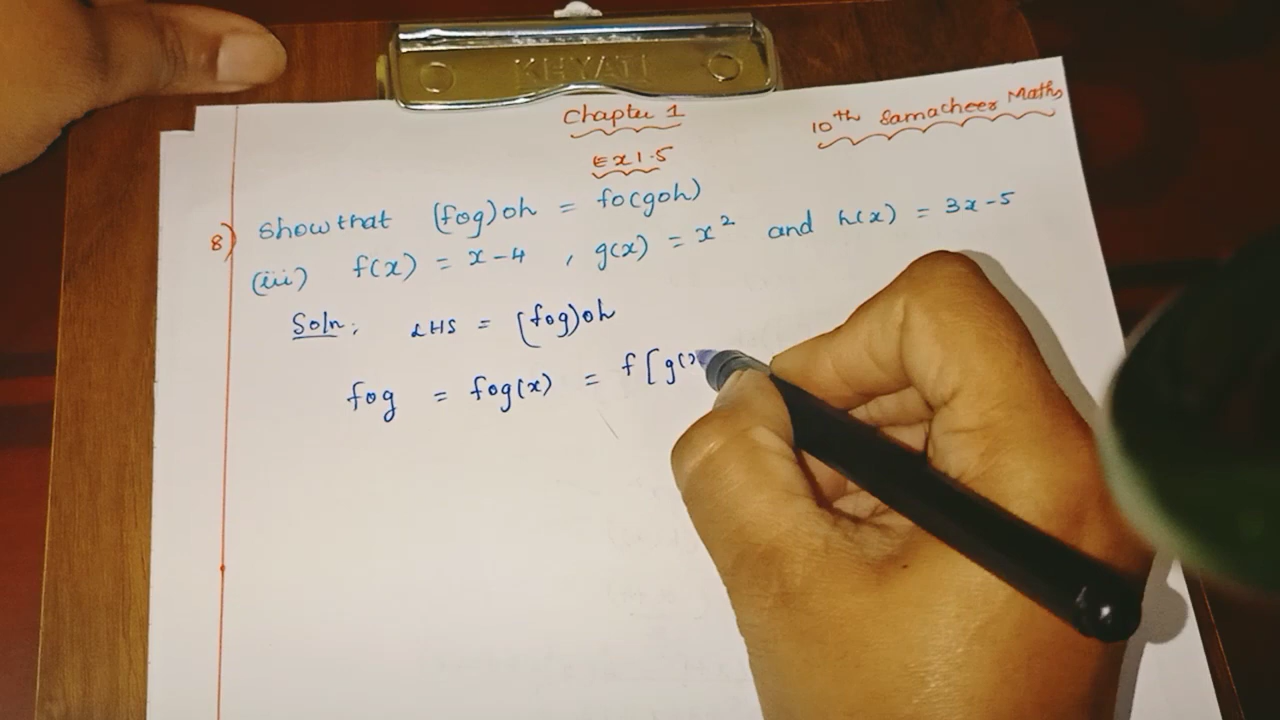 KHYATI
Chapter 1
10th Samacheer Maths
Ex 1.5
8) Show that (fog)oh = fo(goh)
(iii) f(x) = x-4 , g(x) = x² and h(x) = 3x-5
Soln; LHS = (fog)oh
fog = fog(x) = f[g(